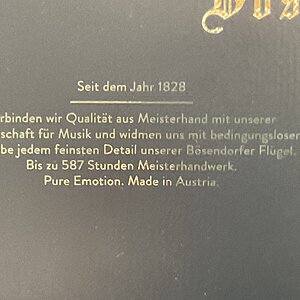 Bös
Seit dem Jahr 1828
rbinden wir Qualität aus Meisterhand mit unserer
schaft für Musik und widmen uns mit bedingungsloser
be jedem feinsten Detail unserer Bösendorfer Flügel.
Bis zu 587 Stunden Meisterhandwerk.
Pure Emotion. Made in Austria.